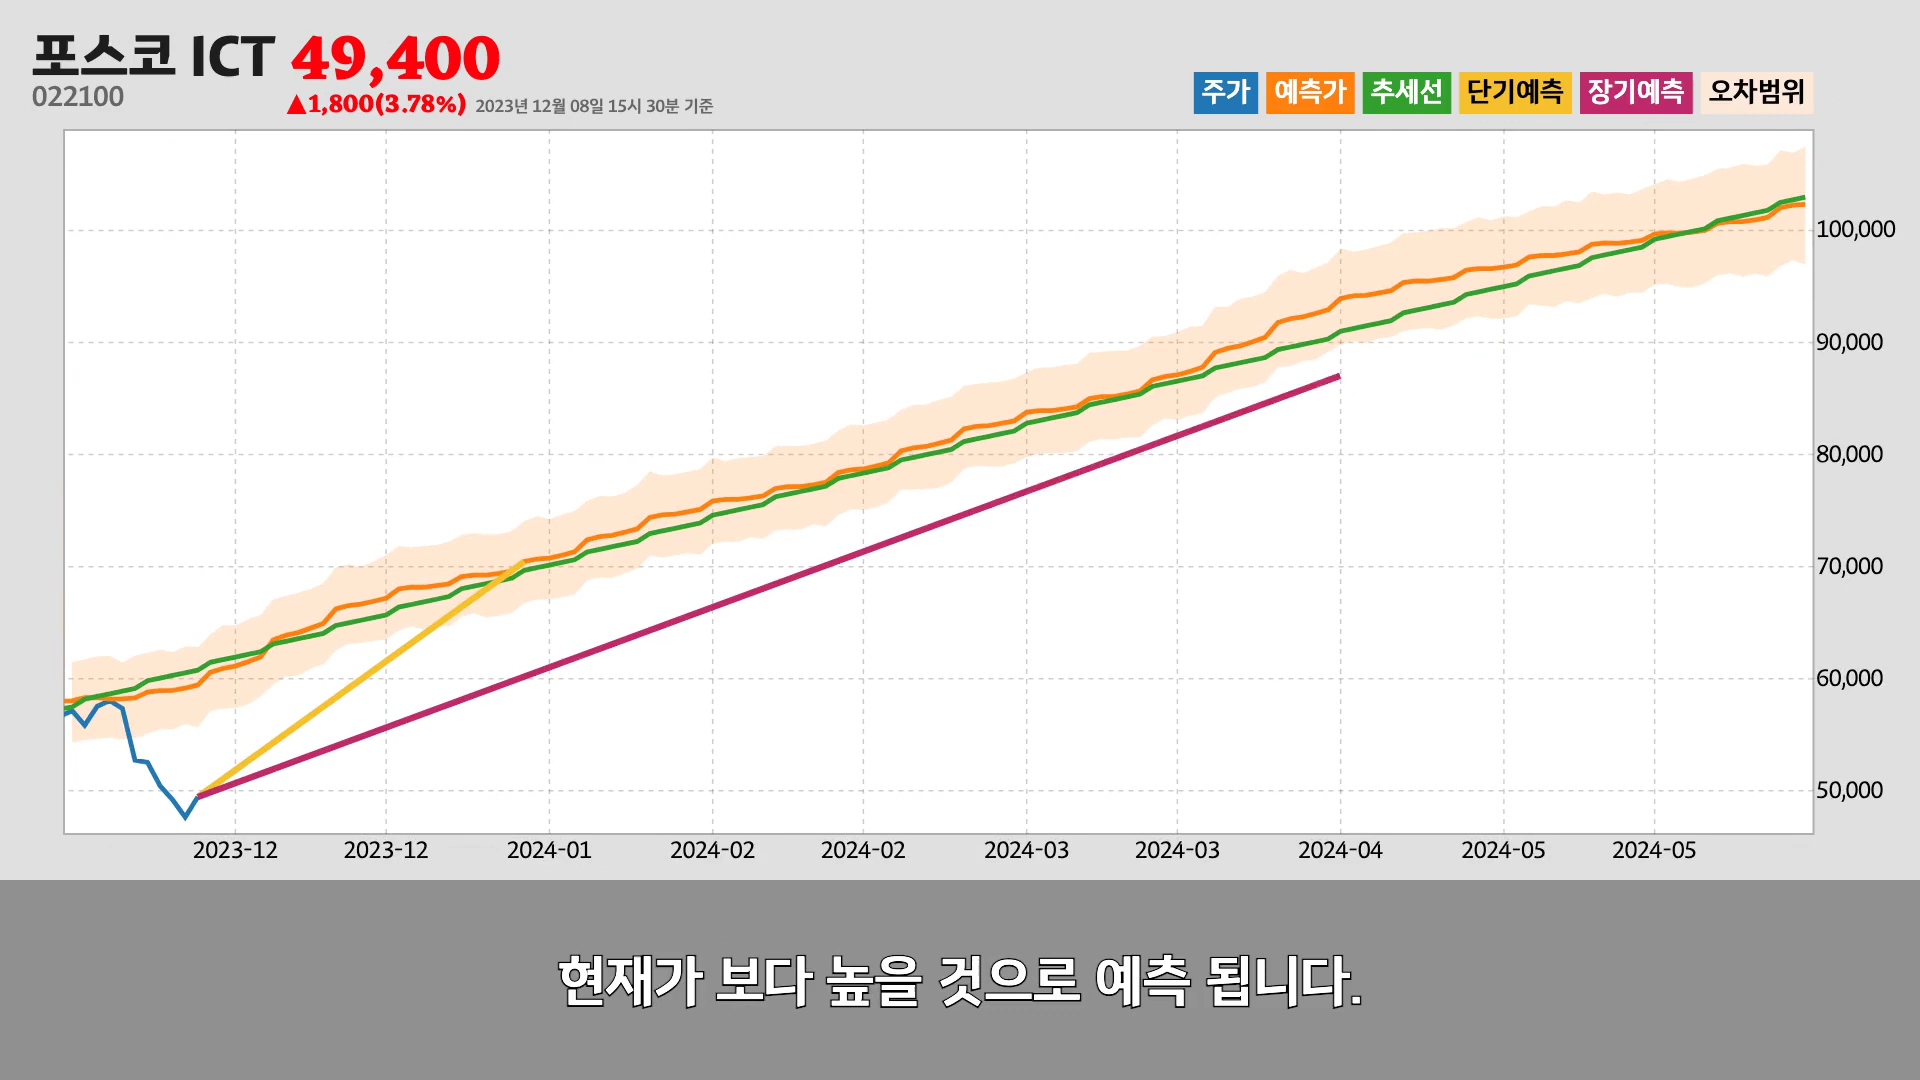 포스코 ICT 49,400
022100
▲1,800(3.78%) 2023년 12월 08일 15시 30분 기준
주가 예측가 추세선 단기예측 장기예측 오차범위
100,000
90,000
80,000
70,000
60,000
50,000
2023-12 2023-12 2024-01 2024-02 2024-02 2024-03 2024-03 2024-04 2024-05 2024-05
현재가 보다 높을 것으로 예측 됩니다.